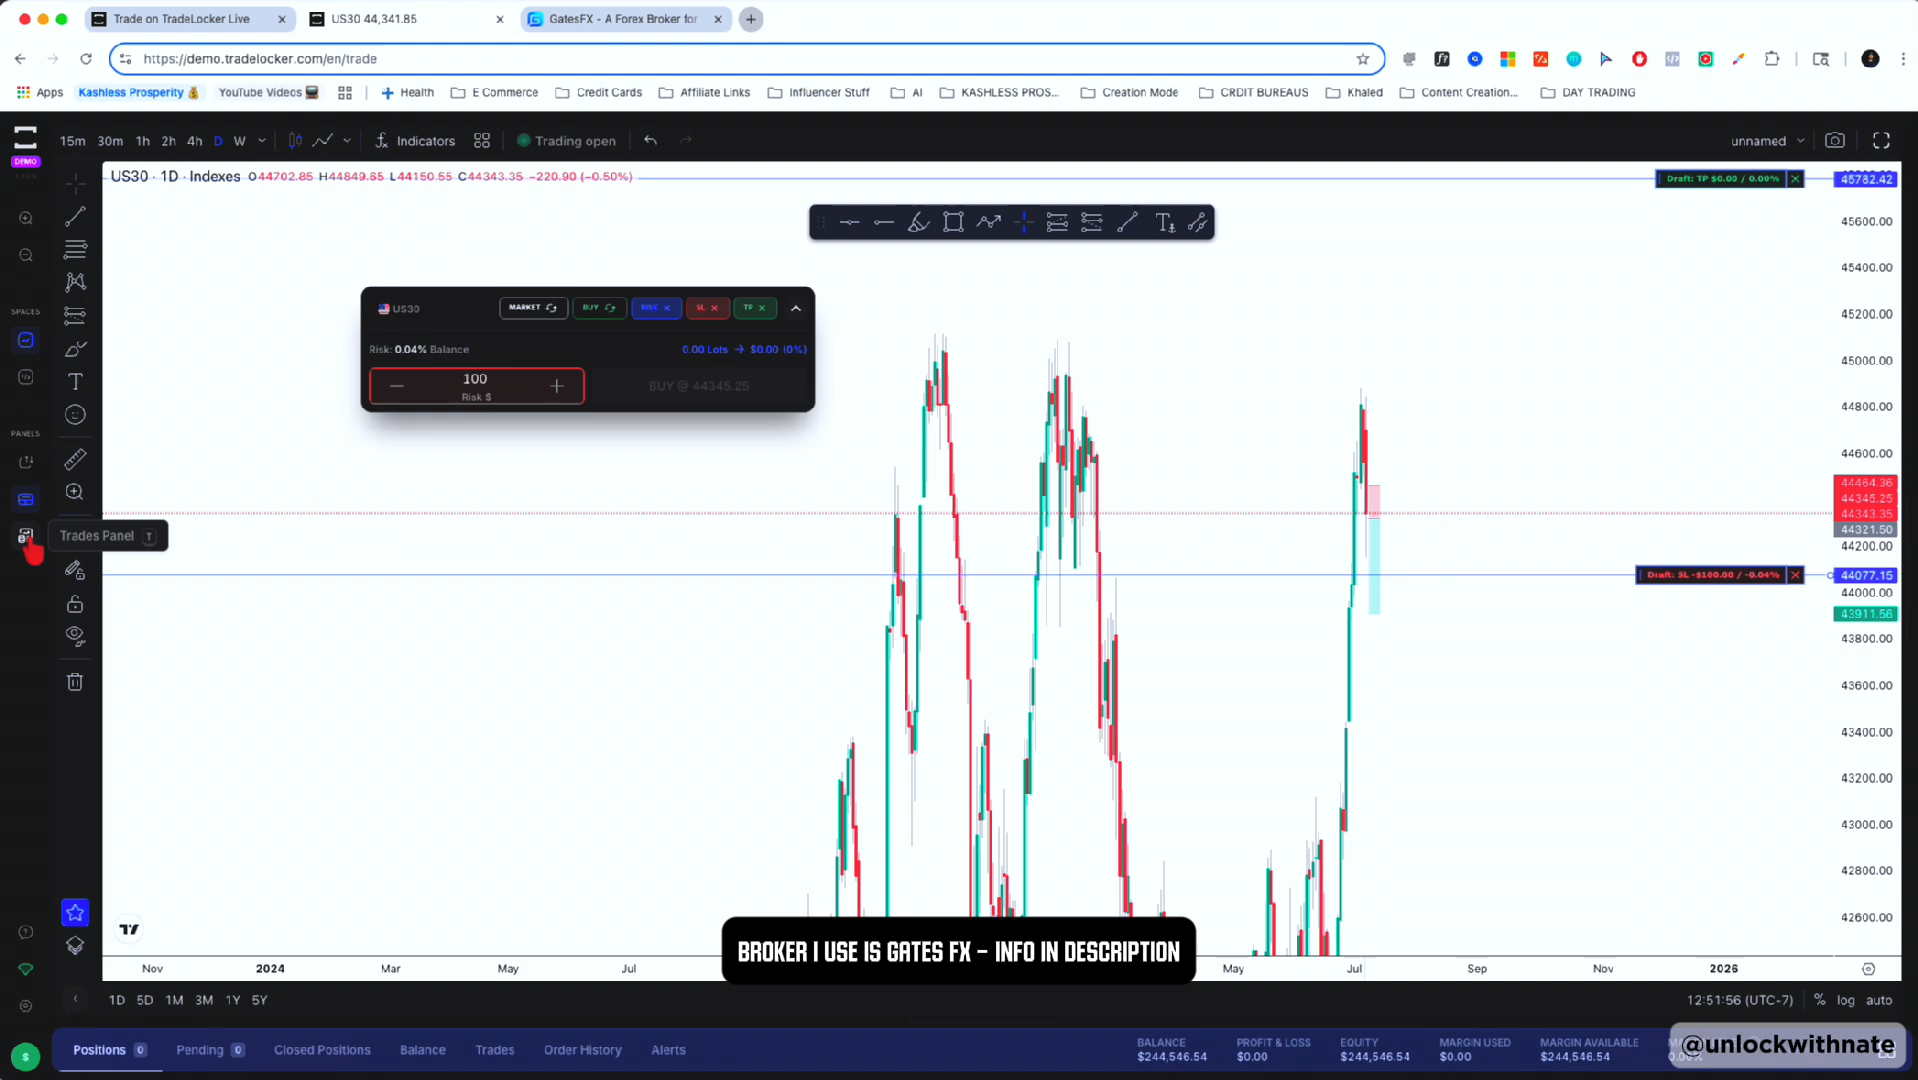 Trade on TradeLocker Live
US30 44,341.85
GatesFX - A Forex Broker for
https://demo.tradelocker.com/en/trade
Apps
Kashless Prosperity
YouTube Videos
Health
E Commerce
Credit Cards
Affiliate Links
Influencer Stuff
AI
KASHLESS PROS...
Creation Mode
CRDIT BUREAUS
Khaled
Content Creation...
DAY TRADING
DEMO
15m 30m 1h 2h 4h D W
Indicators
Trading open
unnamed
US30 · 1D · Indexes O44702.85 H44849.65 L44150.55 C44343.35 −220.90 (−0.50%)
Draft: TP $0.00 / 0.00%
45782.42
45600.00
45400.00
45200.00
45000.00
44800.00
44600.00
44464.36
44345.25
44343.35
44321.50
44200.00
Draft: SL -$100.00 / -0.04%
44077.15
44000.00
43911.56
43800.00
43600.00
43400.00
43200.00
43000.00
42800.00
42600.00
US30
MARKET
BUY
RISK
SL
TP
Risk: 0.04% Balance
0.00 Lots → $0.00 (0%)
100
Risk $
BUY @ 44345.25
SPACES
PANELS
Trades Panel T
BROKER I USE IS GATES FX - INFO IN DESCRIPTION
Nov 2024 Mar May Jul May Jul Sep Nov 2026
1D 5D 1M 3M 1Y 5Y
12:51:56 (UTC-7) % log auto
Positions 0
Pending 0
Closed Positions
Balance
Trades
Order History
Alerts
BALANCE
$244,546.54
PROFIT & LOSS
$0.00
EQUITY
$244,546.54
MARGIN USED
$0.00
MARGIN AVAILABLE
$244,546.54
@unlockwithnate